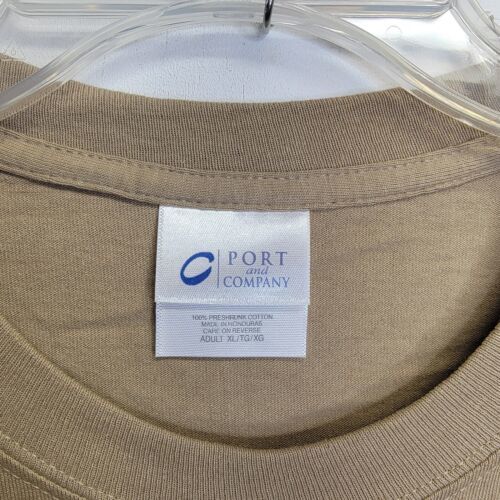 PORT
and
COMPANY
100% PRESHRUNK COTTON
MADE IN HONDURAS
CARE ON REVERSE
ADULT XL/TG/XG